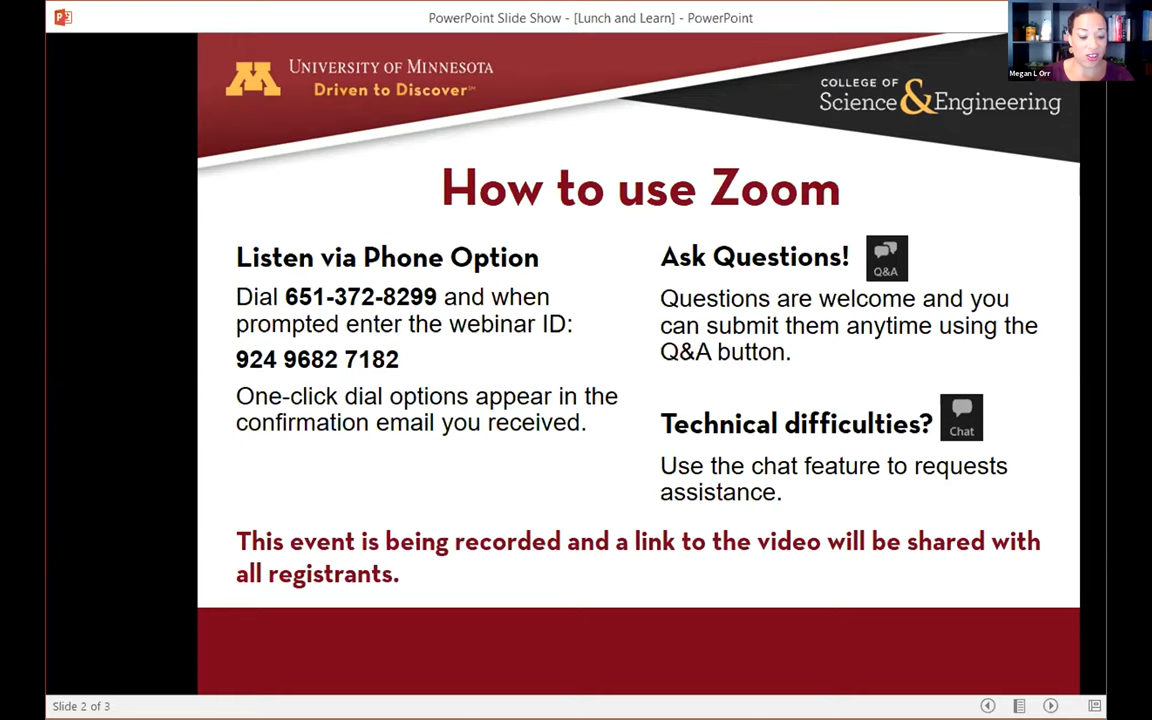 PowerPoint Slide Show - [Lunch and Learn] - PowerPoint
Megan L Orr
UNIVERSITY OF MINNESOTA
Driven to Discover℠
COLLEGE OF
Science & Engineering
How to use Zoom
Listen via Phone Option
Dial 651-372-8299 and when
prompted enter the webinar ID:
924 9682 7182
One-click dial options appear in the
confirmation email you received.
Ask Questions!
Q&A
Questions are welcome and you
can submit them anytime using the
Q&A button.
Technical difficulties?
Chat
Use the chat feature to requests
assistance.
This event is being recorded and a link to the video will be shared with
all registrants.
Slide 2 of 3